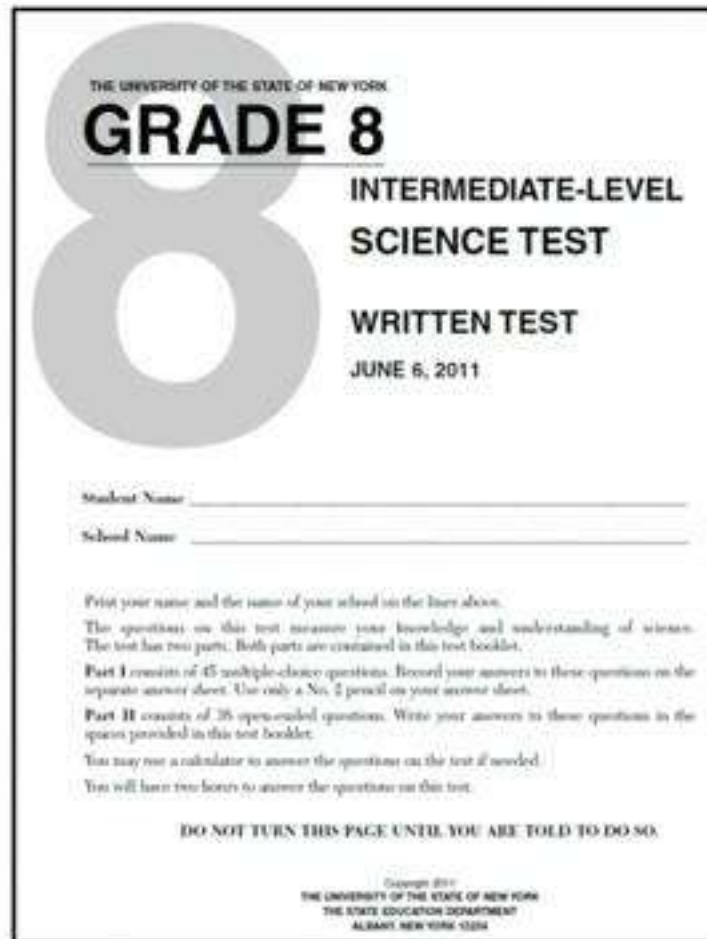 THE UNIVERSITY OF THE STATE OF NEW YORK
GRADE 8
INTERMEDIATE-LEVEL
SCIENCE TEST
WRITTEN TEST
JUNE 6, 2011
Student Name
School Name
Print your name and the name of your school on the lines above.
The questions on this test measure your knowledge and understanding of science.
The test has two parts. Both parts are contained in this test booklet.
Part I consists of 45 multiple-choice questions. Record your answers to these questions on the
separate answer sheet. Use only a No. 2 pencil on your answer sheet.
Part II consists of open-ended questions. Write your answers to these questions in the
spaces provided in this test booklet.
You may use a calculator to answer the questions on the test if needed.
You will have two hours to answer the questions on this test.
DO NOT TURN THIS PAGE UNTIL YOU ARE TOLD TO DO SO.
Copyright 2011
THE UNIVERSITY OF THE STATE OF NEW YORK
THE STATE EDUCATION DEPARTMENT
ALBANY, NEW YORK 12234